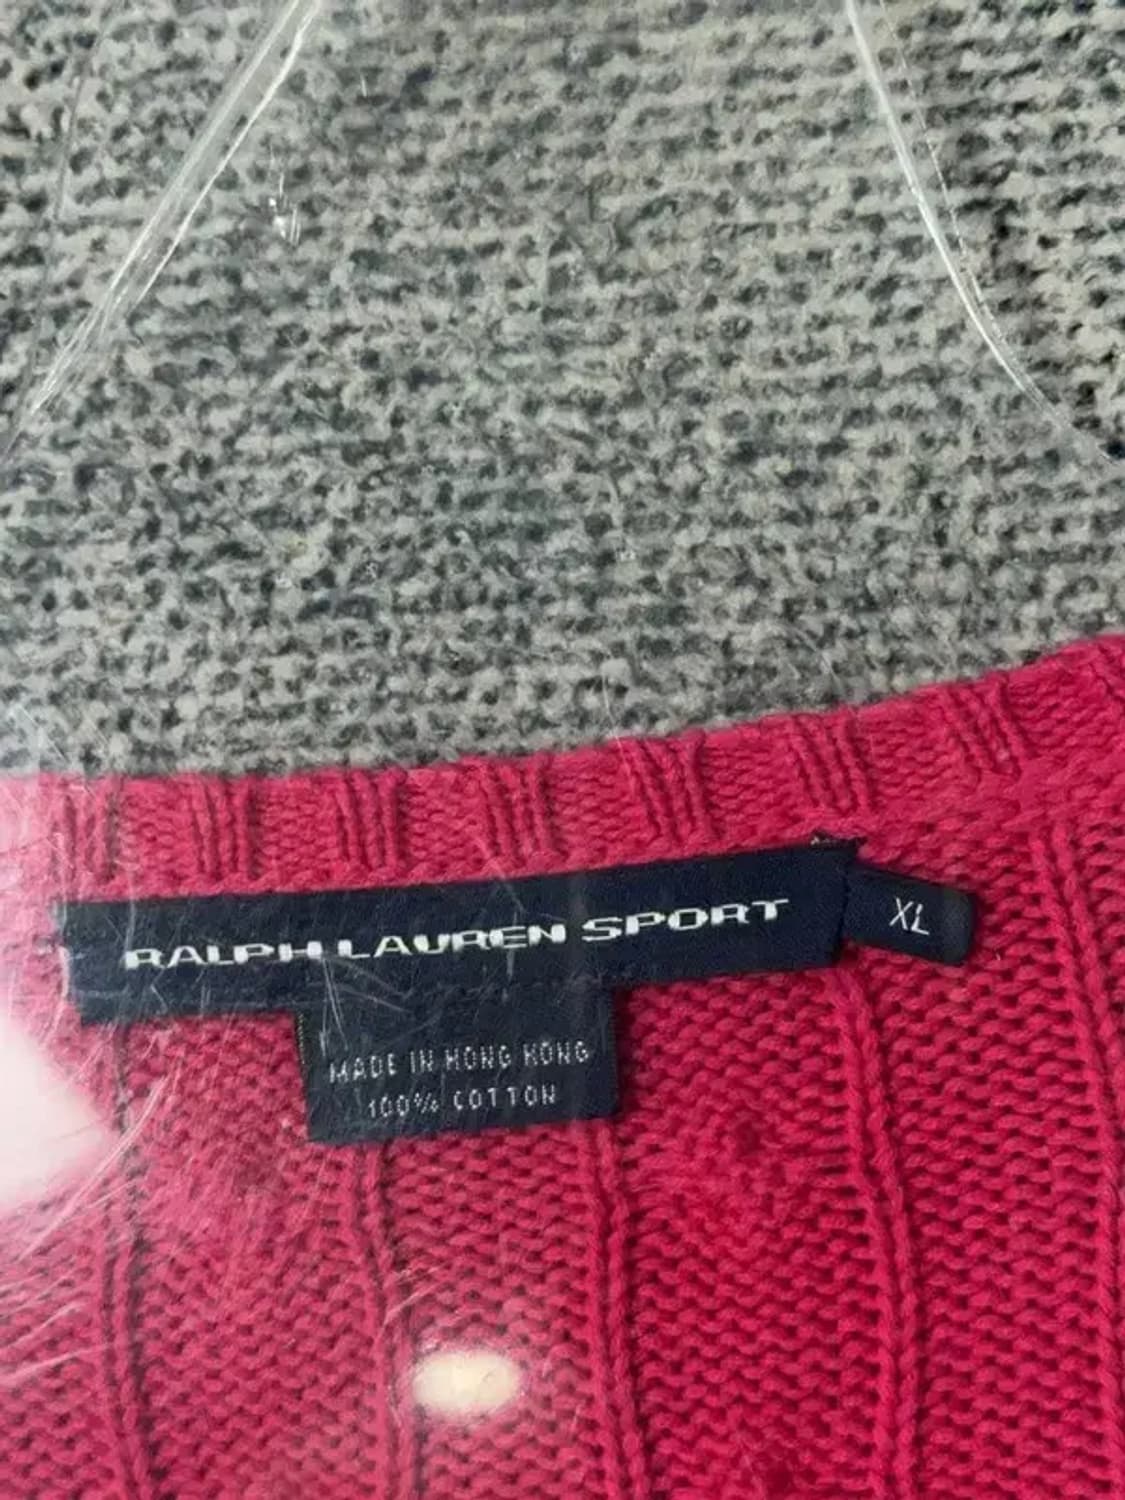 RALPH LAUREN SPORT
XL
MADE IN HONG KONG
100% COTTON